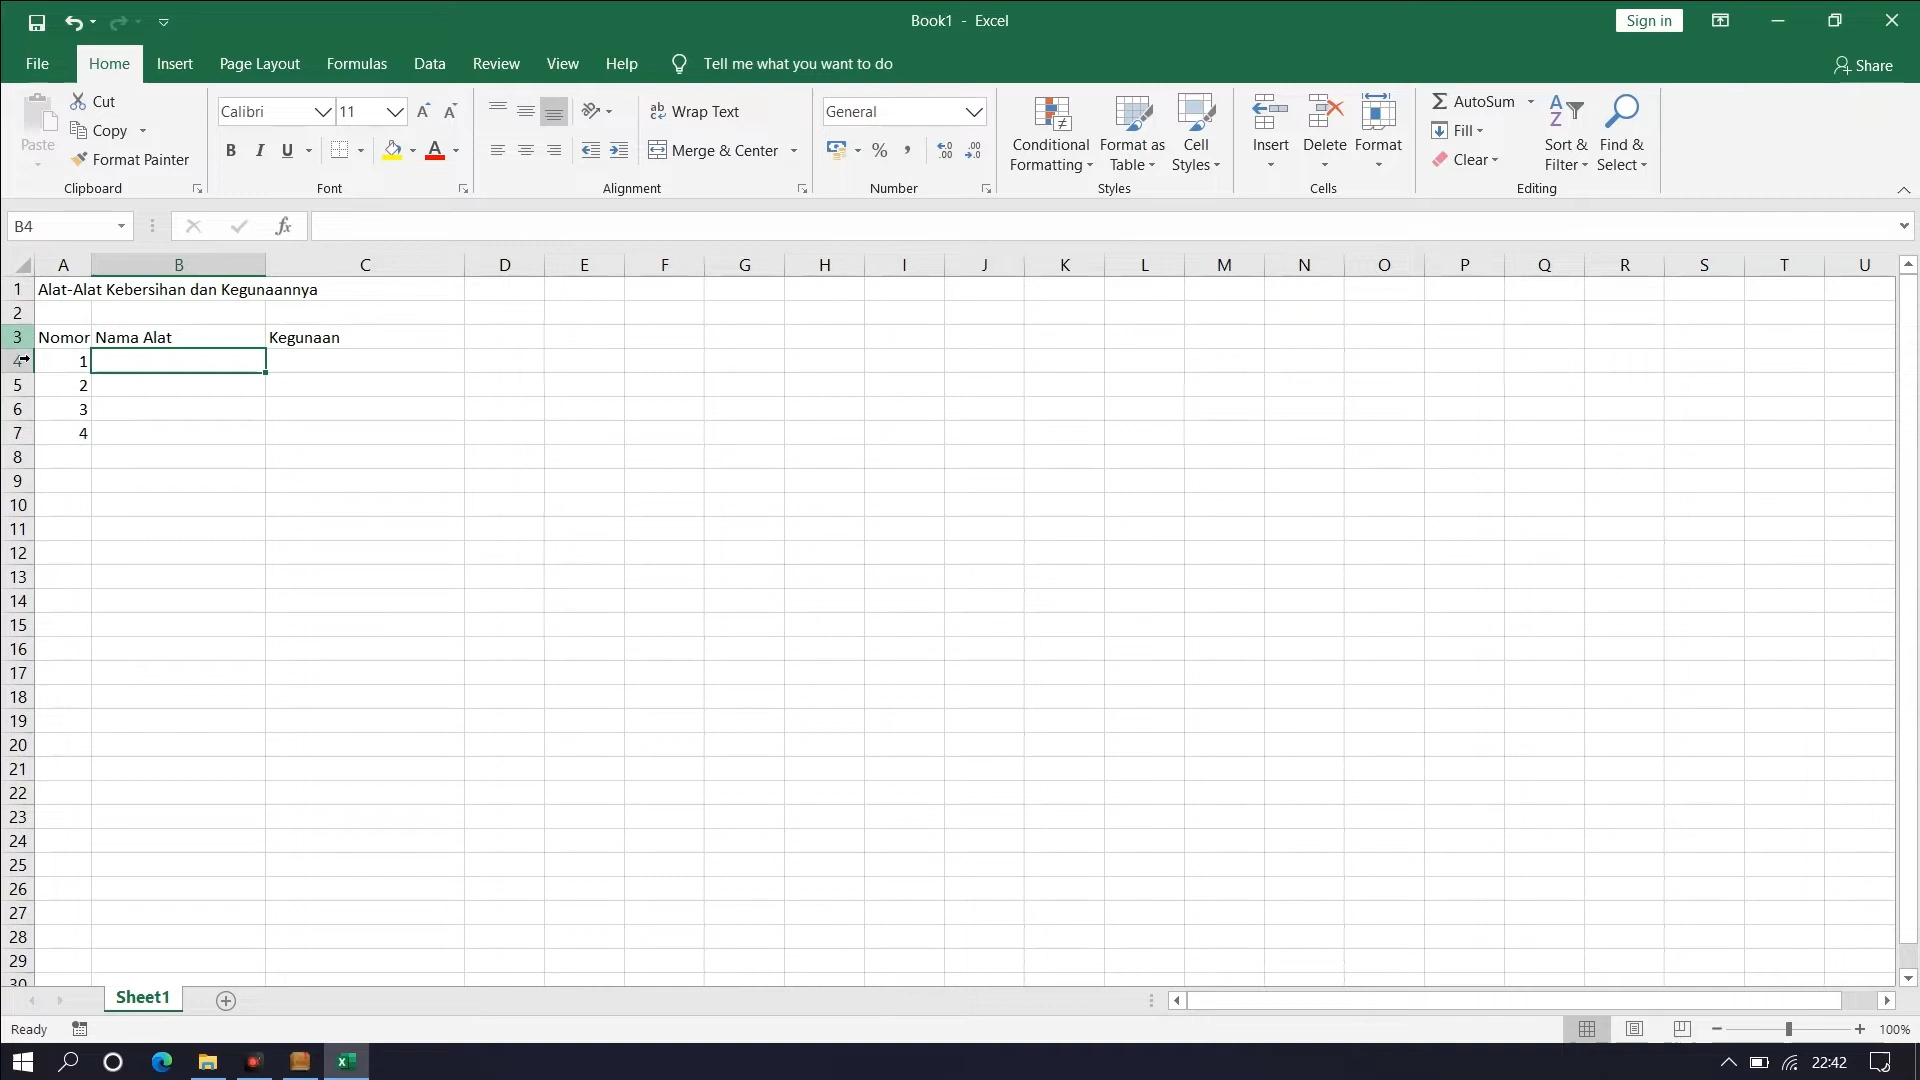 Book1 - Excel
Sign in
File Home Insert Page Layout Formulas Data Review View Help Tell me what you want to do Share
Paste
Cut
Copy
Format Painter
Clipboard
Calibri 11
B I U
Font
ab Wrap Text
Merge & Center
Alignment
General
% ,
Number
Conditional Formatting
Format as Table
Cell Styles
Styles
Insert Delete Format
Cells
AutoSum
Fill
Clear
Sort & Filter
Find & Select
Editing
B4 fx
A B C D E F G H I J K L M N O P Q R S T U
1 Alat-Alat Kebersihan dan Kegunaannya
2
3 Nomor Nama Alat Kegunaan
4 1
5 2
6 3
7 4
8
9
10
11
12
13
14
15
16
17
18
19
20
21
22
23
24
25
26
27
28
29
30
Sheet1
Ready 100%
22:42